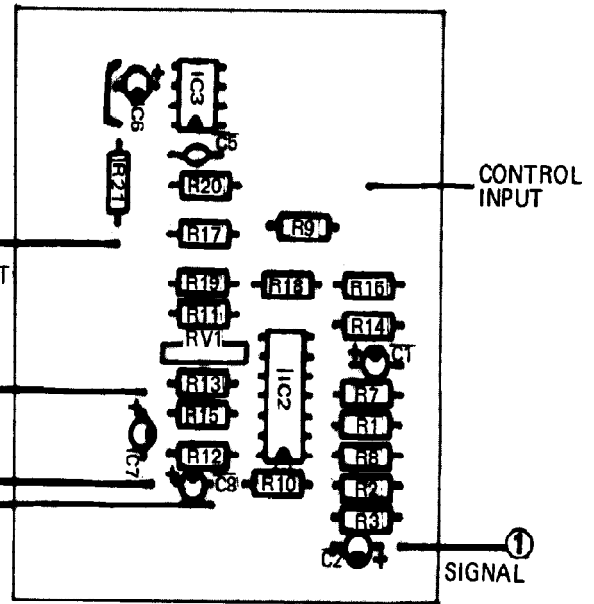 IC3
C6
C5
R21
R20
CONTROL
INPUT
R17
R9
T
R19
R18
R16
R11
R14
RV1
C1
IC2
R13
R7
R15
R1
C7
R12
R8
C8
R10
R2
R3
C2
1
SIGNAL